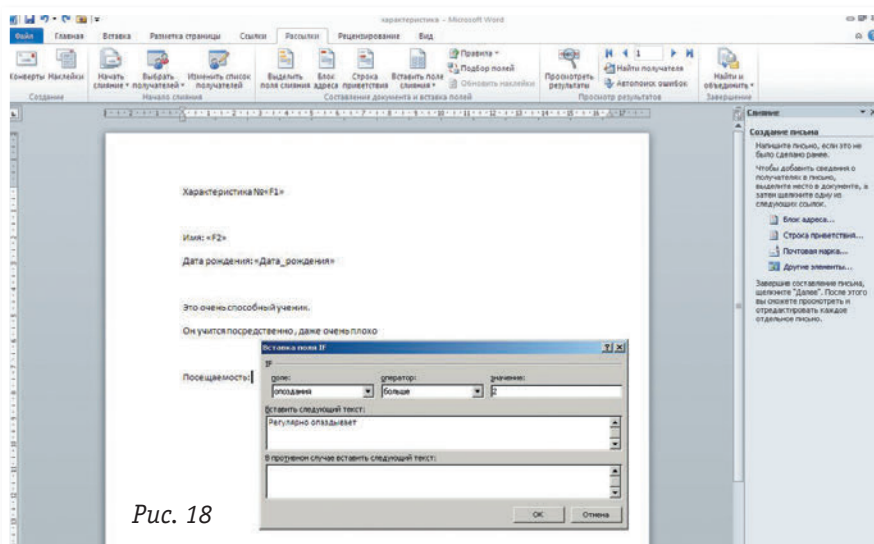 характеристика - Microsoft Word
Файл Главная Вставка Разметка страницы Ссылки Рассылки Рецензирование Вид
Конверты Наклейки
Создание
Начать слияние Выбрать получателей Изменить список получателей
Начало слияния
Выделить поля слияния Блок адреса Строка приветствия Вставить поле слияния
Правила
Подбор полей
Обновить наклейки
Составление документа и вставка полей
Просмотреть результаты
1
Найти получателя
Автопоиск ошибок
Просмотр результатов
Найти и объединить
Завершение
Характеристика №«F1»
Имя: «F2»
Дата рождения: «Дата_рождения»
Это очень способный ученик.
Он учится посредственно, даже очень плохо
Посещаемость:
Вставка поля IF
IF
поле: оператор: значение:
опоздания больше 2
Вставить следующий текст:
Регулярно опаздывает
В противном случае вставить следующий текст:
OK Отмена
Слияние
Создание письма
Напишите письмо, если это не
было сделано ранее.
Чтобы добавить сведения о
получателях в письмо,
выделите место в документе, а
затем щелкните одну из
следующих ссылок.
Блок адреса...
Строка приветствия...
Почтовая марка...
Другие элементы...
Завершив составление письма,
щелкните "Далее". После этого
вы сможете просмотреть и
отредактировать каждое
отдельное письмо.
Рис. 18